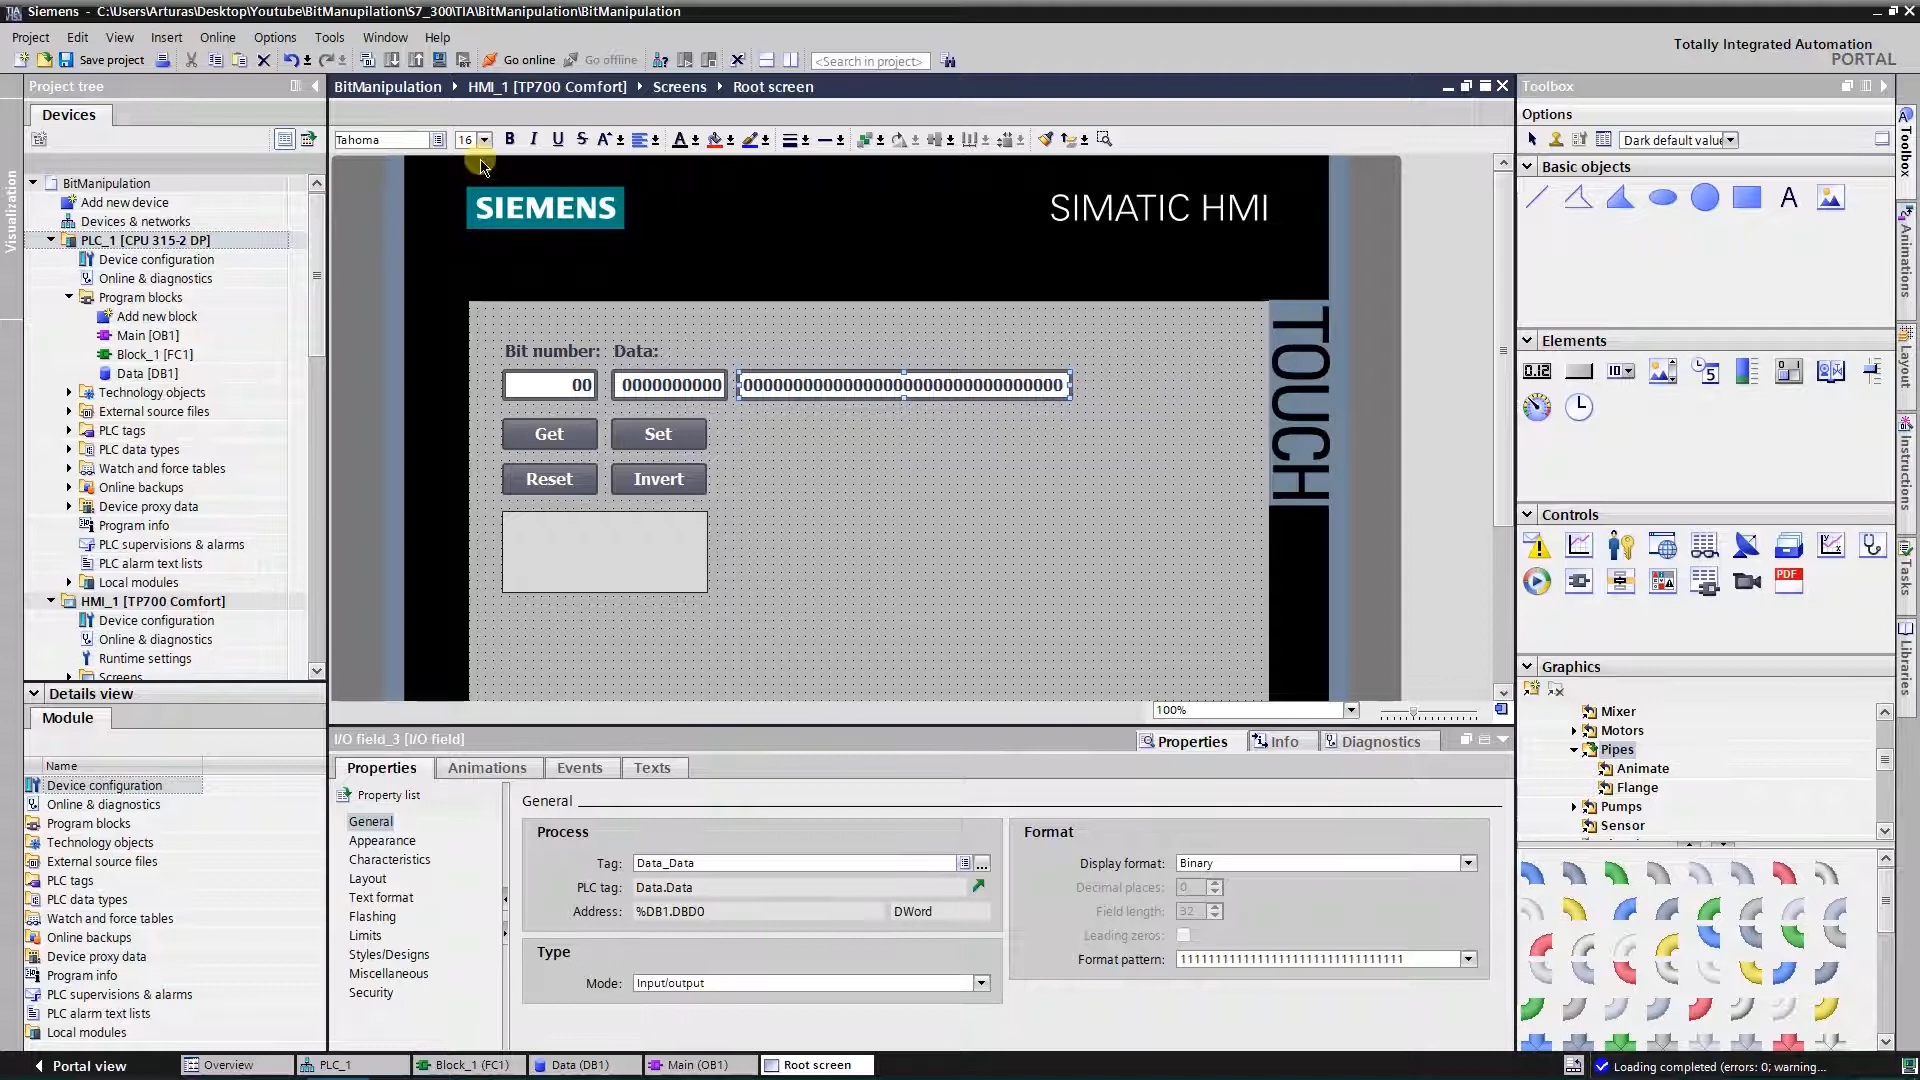 Siemens - C:\Users\Arturas\Desktop\Youtube\BitManupilation\S7_300\TIA\BitManipulation\BitManipulation
Project Edit View Insert Online Options Tools Window Help
Totally Integrated Automation
PORTAL
Save project
Go online
Go offline
<Search in project>
Project tree
BitManipulation HMI_1 [TP700 Comfort] Screens Root screen
Toolbox
Devices
Options
Tahoma
16
B I U S
Dark default value
Basic objects
BitManipulation
Add new device
Devices & networks
PLC_1 [CPU 315-2 DP]
Device configuration
Online & diagnostics
Program blocks
Add new block
Main [OB1]
Block_1 [FC1]
Data [DB1]
Technology objects
External source files
PLC tags
PLC data types
Watch and force tables
Online backups
Device proxy data
Program info
PLC supervisions & alarms
PLC alarm text lists
Local modules
HMI_1 [TP700 Comfort]
Device configuration
Online & diagnostics
Runtime settings
Screens
Visualization
SIEMENS
SIMATIC HMI
TOUCH
Bit number: Data:
00
0000000000
00000000000000000000000000000000
Get
Set
Reset
Invert
100%
Elements
Controls
PDF
Graphics
Mixer
Motors
Pipes
Animate
Flange
Pumps
Sensor
Toolbox
Animations
Layout
Instructions
Tasks
Libraries
Details view
Module
Name
Device configuration
Online & diagnostics
Program blocks
Technology objects
External source files
PLC tags
PLC data types
Watch and force tables
Online backups
Device proxy data
Program info
PLC supervisions & alarms
PLC alarm text lists
Local modules
I/O field_3 [I/O field]
Properties
Info
Diagnostics
Properties
Animations
Events
Texts
Property list
General
Appearance
Characteristics
Layout
Text format
Flashing
Limits
Styles/Designs
Miscellaneous
Security
General
Process
Tag: Data_Data
PLC tag: Data.Data
Address: %DB1.DBD0 DWord
Type
Mode: Input/output
Format
Display format: Binary
Decimal places: 0
Field length: 32
Leading zeros:
Format pattern: 11111111111111111111111111111111
Portal view
Overview
PLC_1
Block_1 (FC1)
Data (DB1)
Main (OB1)
Root screen
Loading completed (errors: 0; warning...